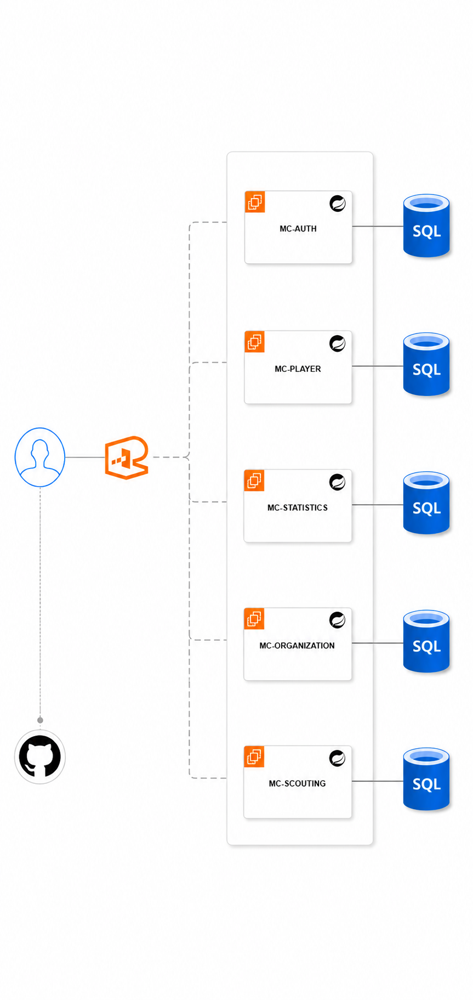 MC-AUTH
SQL
MC-PLAYER
SQL
MC-STATISTICS
SQL
MC-ORGANIZATION
SQL
MC-SCOUTING
SQL